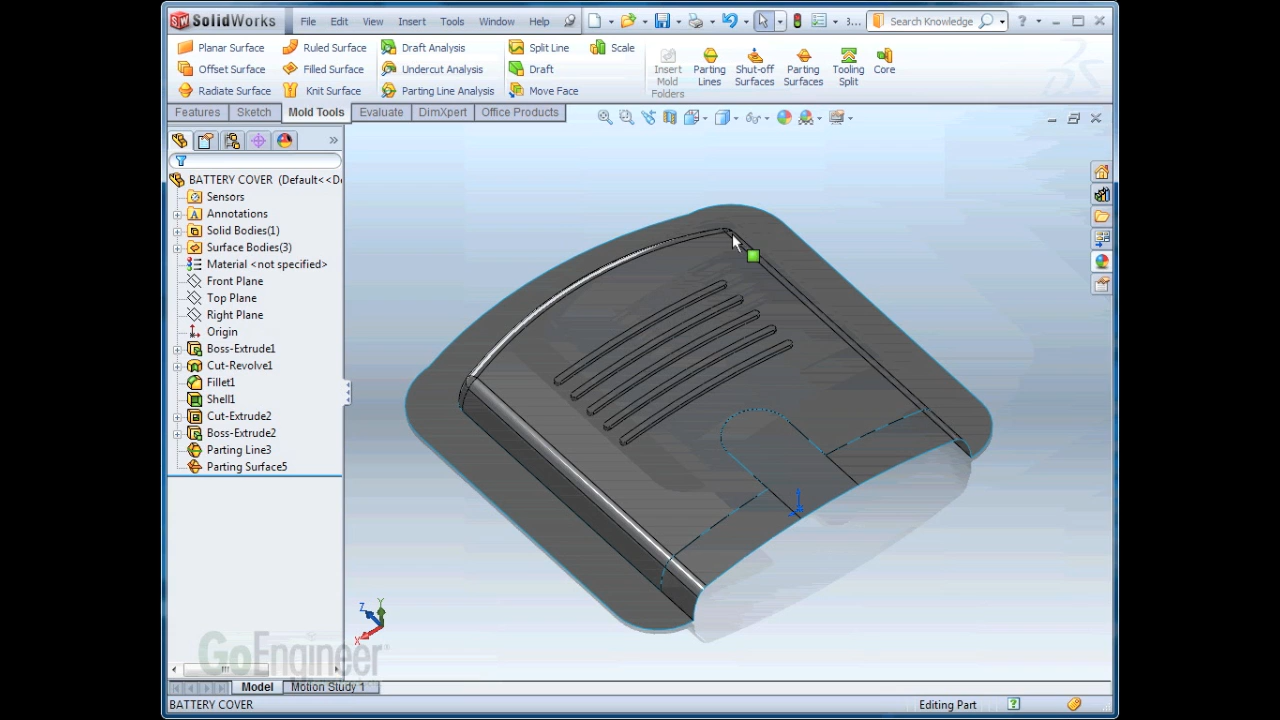 SolidWorks File Edit View Insert Tools Window Help 3... Search Knowledge
Planar Surface Ruled Surface Draft Analysis Split Line Scale
Offset Surface Filled Surface Undercut Analysis Draft
Radiate Surface Knit Surface Parting Line Analysis Move Face
Insert Mold Folders Parting Lines Shut-off Surfaces Parting Surfaces Tooling Split Core
Features Sketch Mold Tools Evaluate DimXpert Office Products
BATTERY COVER (Default<<D
Sensors
Annotations
Solid Bodies(1)
Surface Bodies(3)
Material <not specified>
Front Plane
Top Plane
Right Plane
Origin
Boss-Extrude1
Cut-Revolve1
Fillet1
Shell1
Cut-Extrude2
Boss-Extrude2
Parting Line3
Parting Surface5
Z Y
X
GoEngineer
Model Motion Study 1
BATTERY COVER Editing Part